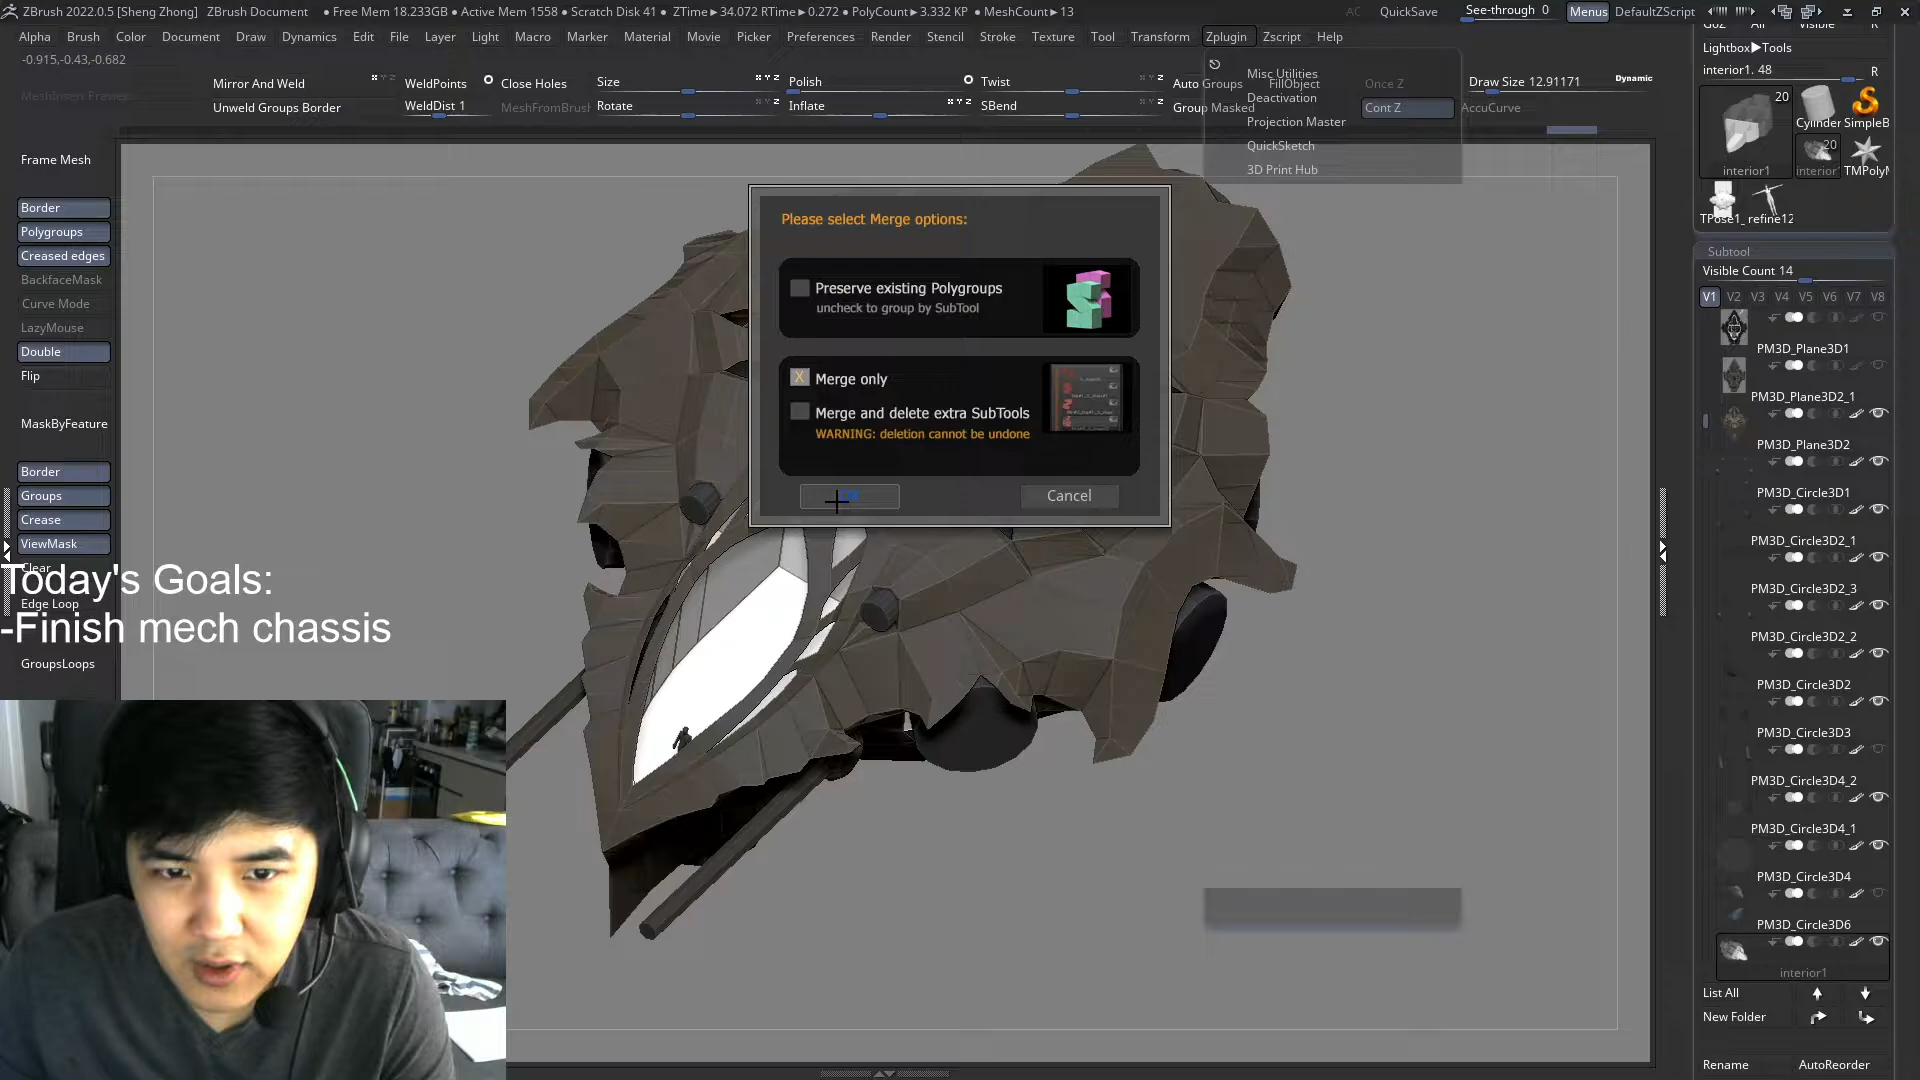 ZBrush 2022.0.5 [Sheng Zhong] ZBrush Document ● Free Mem 18.233GB ● Active Mem 1558 ● Scratch Disk 41 ● ZTime▶34.072 RTime▶0.272 ● PolyCount▶3.332 KP ● MeshCount▶13 AC QuickSave See-through 0 Menus DefaultZScript
Alpha Brush Color Document Draw Dynamics Edit File Layer Light Macro Marker Material Movie Picker Preferences Render Stencil Stroke Texture Tool Transform Zplugin Zscript Help
GoZ All Visible R
-0.915,-0.43,-0.682
Lightbox▶Tools
interior1. 48 R
Mirror And Weld WeldPoints Close Holes Size Polish Twist Auto Groups FillObject Once Z Draw Size 12.91171 Dynamic
Unweld Groups Border WeldDist 1 MeshFromBrush Rotate Inflate SBend Group Masked Cont Z AccuCurve
Misc Utilities
Deactivation
Projection Master
QuickSketch
3D Print Hub
20
Cylinder SimpleB
20
interior1 interior TMPolyM
TPose1_ refine12
Frame Mesh
Border
Polygroups
Creased edges
BackfaceMask
Curve Mode
LazyMouse
Double
Flip
MaskByFeature
Border
Groups
Crease
ViewMask
Clear
Edge Loop
GroupsLoops
Today's Goals:
-Finish mech chassis
Please select Merge options:
Preserve existing Polygroups
uncheck to group by SubTool
X Merge only
Merge and delete extra SubTools
WARNING: deletion cannot be undone
OK Cancel
Subtool
Visible Count 14
V1 V2 V3 V4 V5 V6 V7 V8
PM3D_Plane3D1
PM3D_Plane3D2_1
PM3D_Plane3D2
PM3D_Circle3D1
PM3D_Circle3D2_1
PM3D_Circle3D2_3
PM3D_Circle3D2_2
PM3D_Circle3D2
PM3D_Circle3D3
PM3D_Circle3D4_2
PM3D_Circle3D4_1
PM3D_Circle3D4
PM3D_Circle3D6
interior1
List All
New Folder
Rename AutoReorder